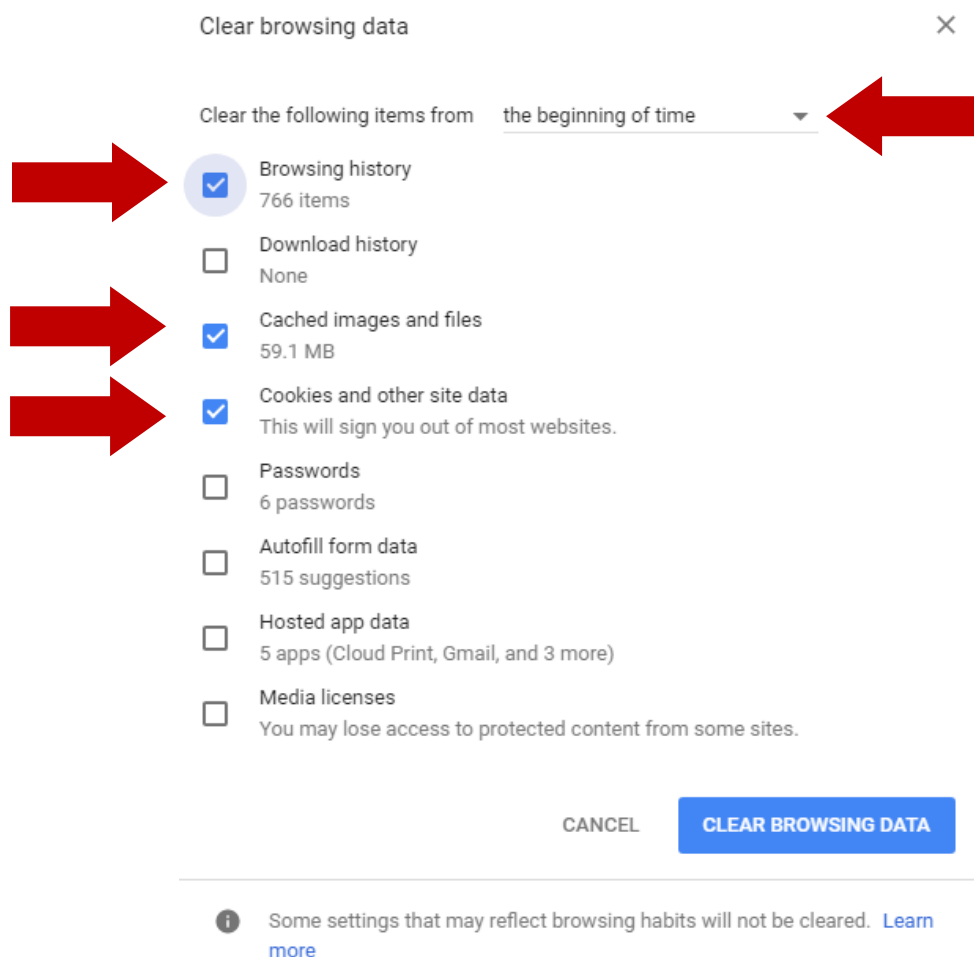 Clear browsing data
Clear the following items from the beginning of time
Browsing history
766 items
Download history
None
Cached images and files
59.1 MB
Cookies and other site data
This will sign you out of most websites.
Passwords
6 passwords
Autofill form data
515 suggestions
Hosted app data
5 apps (Cloud Print, Gmail, and 3 more)
Media licenses
You may lose access to protected content from some sites.
CANCEL CLEAR BROWSING DATA
Some settings that may reflect browsing habits will not be cleared. Learn
more